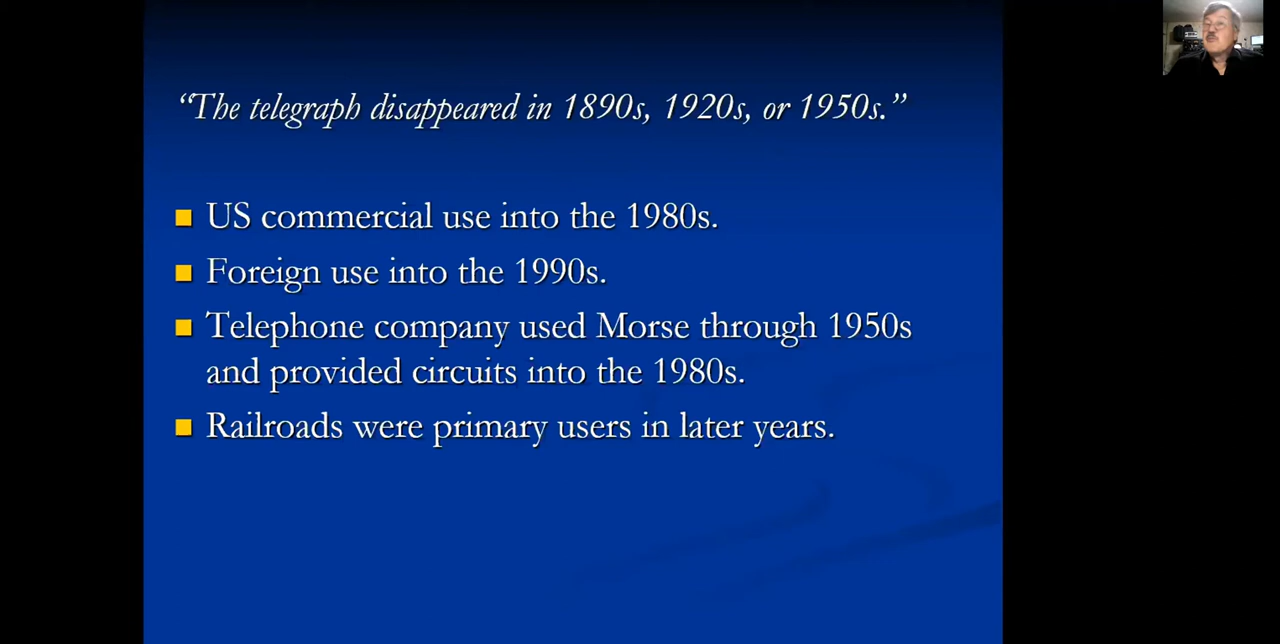 “The telegraph disappeared in 1890s, 1920s, or 1950s.”
US commercial use into the 1980s.
Foreign use into the 1990s.
Telephone company used Morse through 1950s
and provided circuits into the 1980s.
Railroads were primary users in later years.